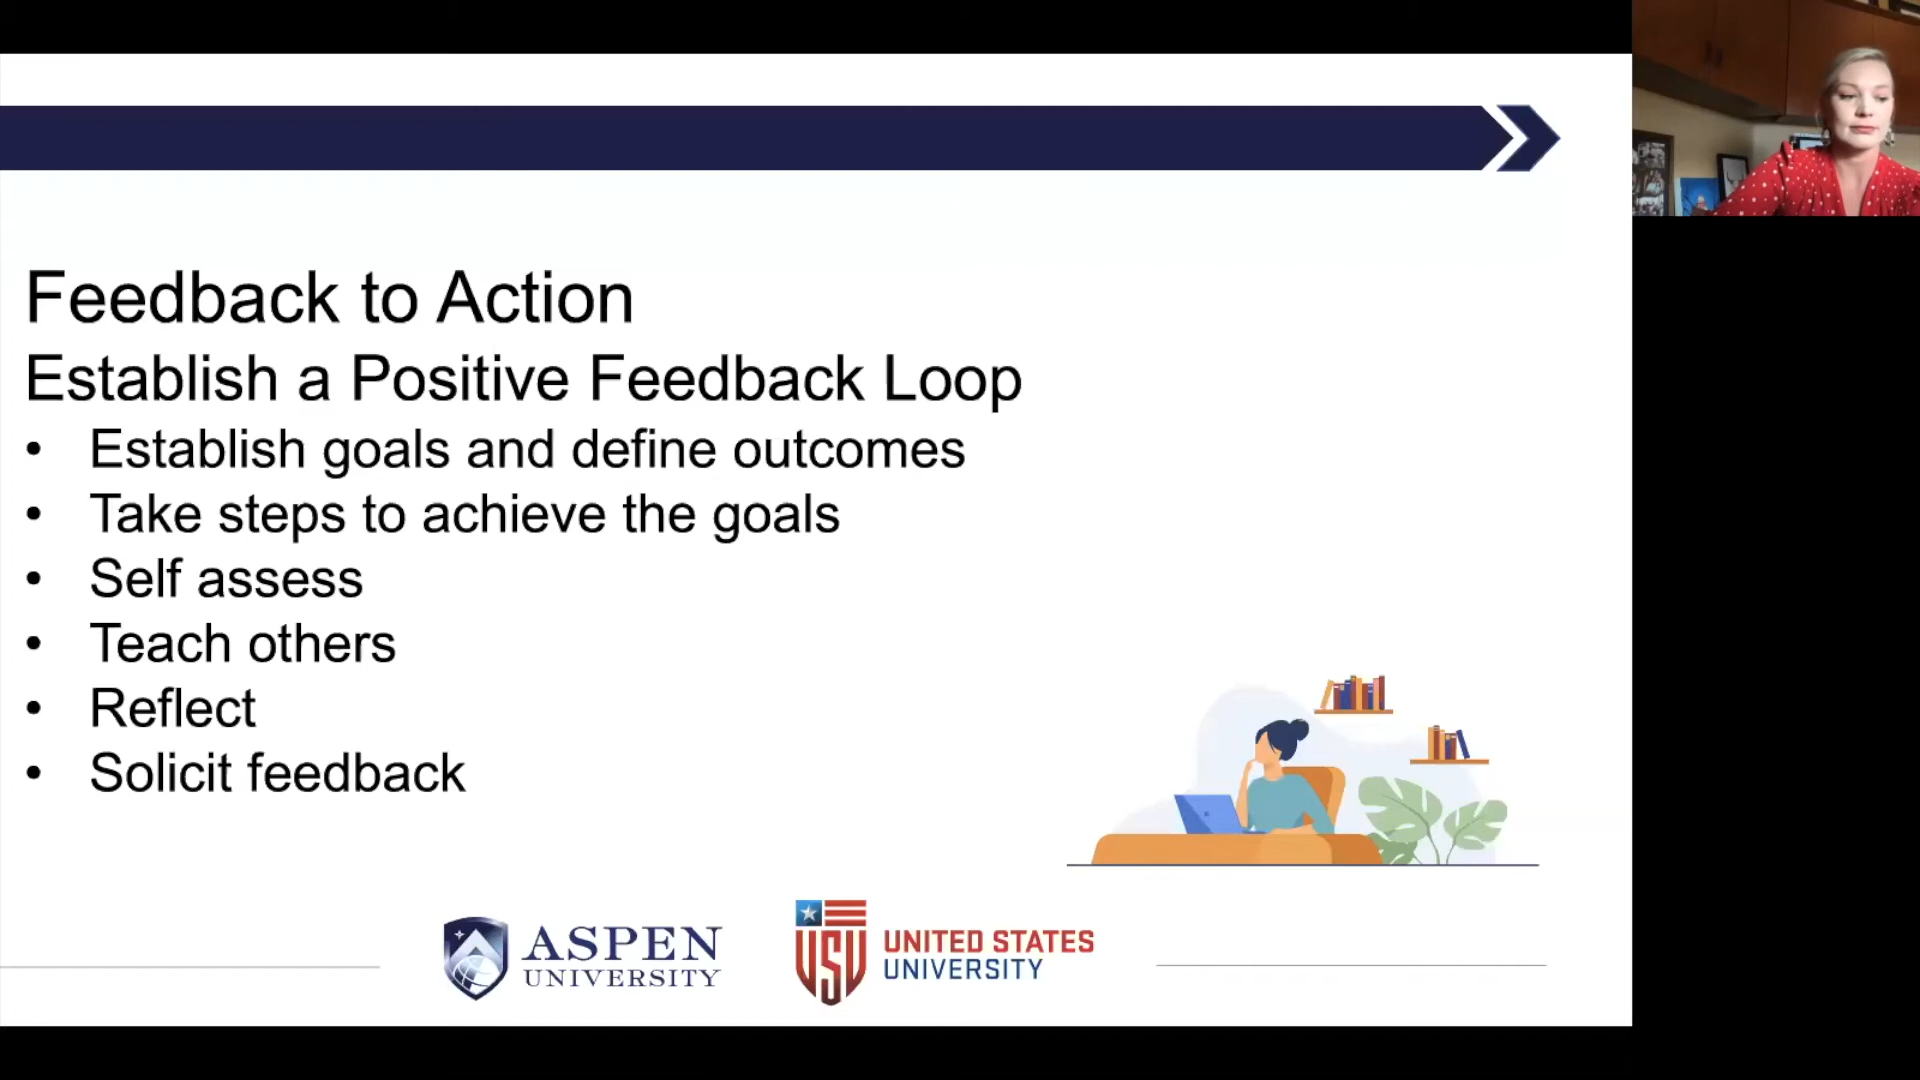 Feedback to Action
Establish a Positive Feedback Loop
• Establish goals and define outcomes
• Take steps to achieve the goals
• Self assess
• Teach others
• Reflect
• Solicit feedback
ASPEN
UNIVERSITY
USU
UNITED STATES
UNIVERSITY